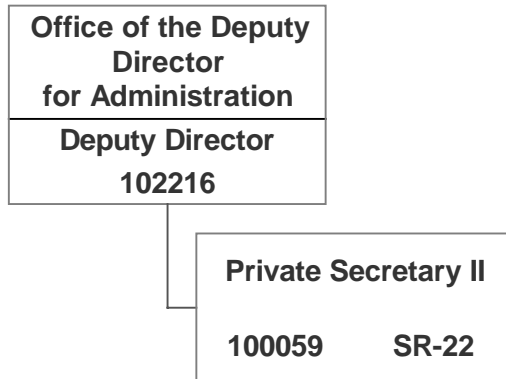 Office of the Deputy
Director
for Administration
Deputy Director
102216
Private Secretary II
100059 SR-22